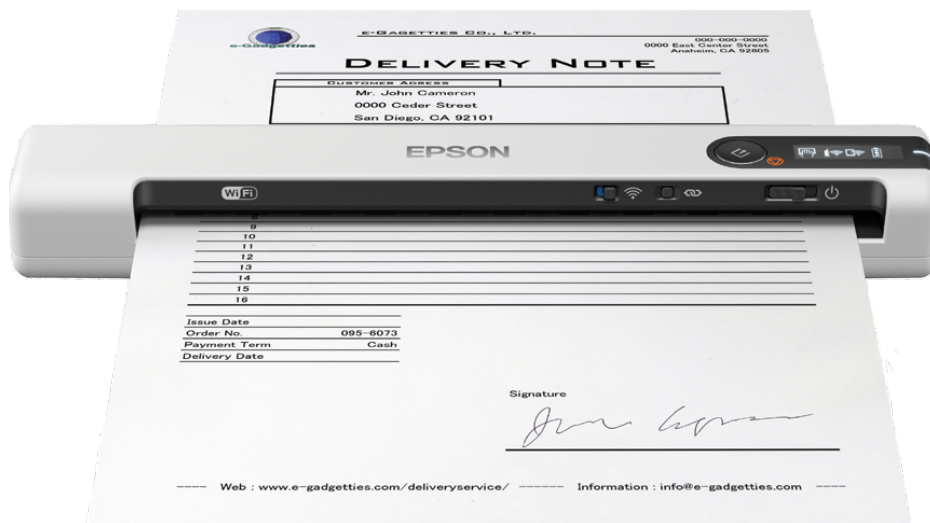 e-Gadgetties
E-GAGETTIES CO., LTD.
000-000-0000
0000 East Center Street
Anaheim, CA 92805
DELIVERY NOTE
CUSTOMER ADRESS
Mr. John Cameron
0000 Ceder Street
San Diego, CA 92101
EPSON
WiFi
8
9
10
11
12
13
14
15
16
Issue Date
Order No. 095-6073
Payment Term Cash
Delivery Date
Signature
---- Web : www.e-gadgetties.com/deliveryservice/ ------ Information : info@e-gadgetties.com ----